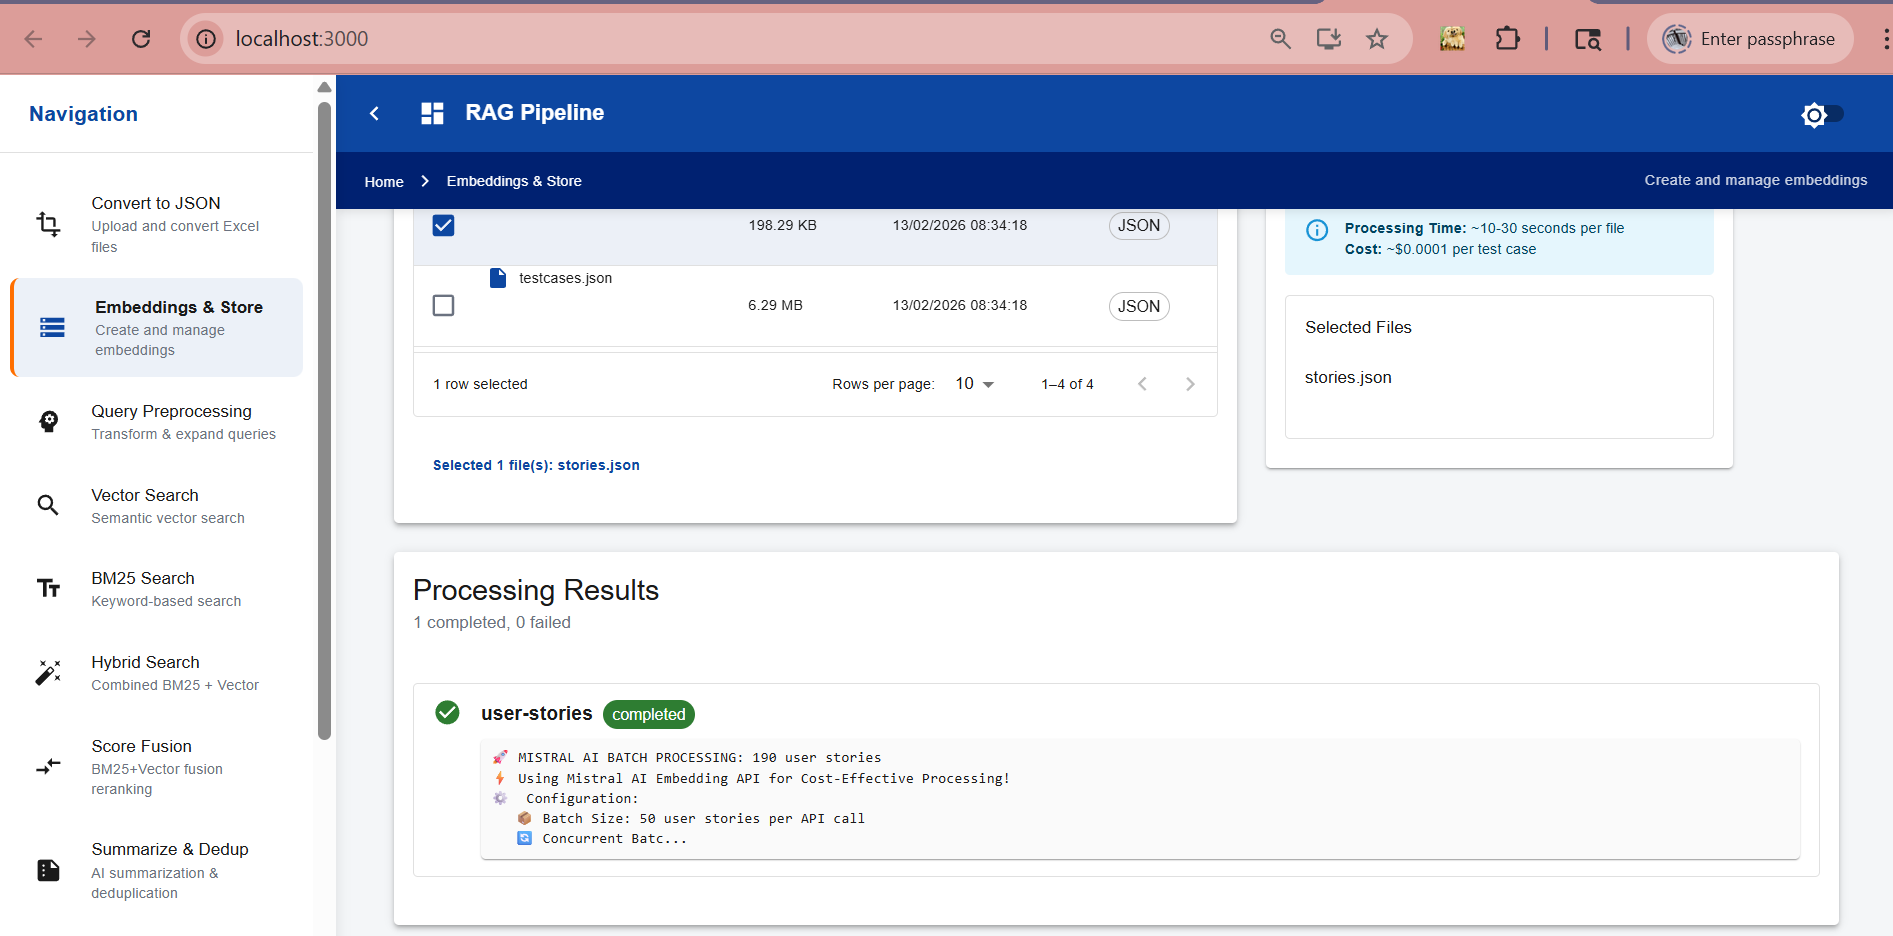 localhost:3000
Enter passphrase
Navigation
Convert to JSON
Upload and convert Excel
files
Embeddings & Store
Create and manage
embeddings
Query Preprocessing
Transform & expand queries
Vector Search
Semantic vector search
BM25 Search
Keyword-based search
Hybrid Search
Combined BM25 + Vector
Score Fusion
BM25+Vector fusion
reranking
Summarize & Dedup
AI summarization &
deduplication
RAG Pipeline
Home > Embeddings & Store
Create and manage embeddings
198.29 KB 13/02/2026 08:34:18 JSON
testcases.json
6.29 MB 13/02/2026 08:34:18 JSON
1 row selected Rows per page: 10 1–4 of 4
Selected 1 file(s): stories.json
Processing Time: ~10-30 seconds per file
Cost: ~$0.0001 per test case
Selected Files
stories.json
Processing Results
1 completed, 0 failed
user-stories completed
🚀 MISTRAL AI BATCH PROCESSING: 190 user stories
⚡ Using Mistral AI Embedding API for Cost-Effective Processing!
⚙️ Configuration:
📦 Batch Size: 50 user stories per API call
🔄 Concurrent Batc...